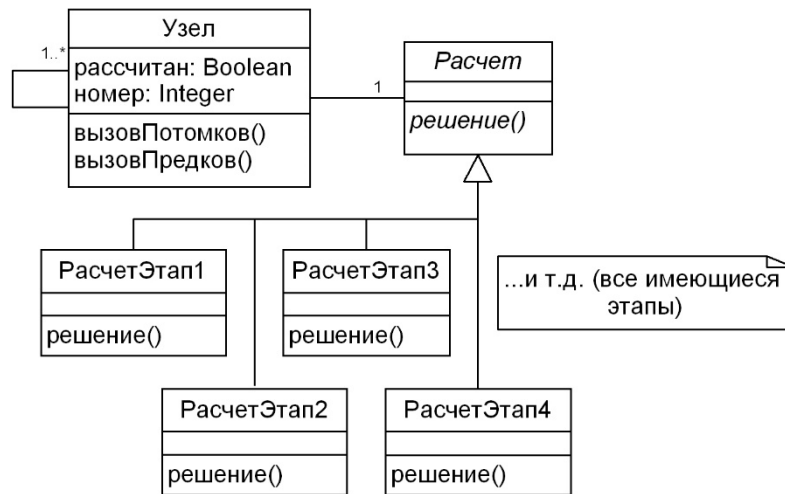 Узел
1..*
рассчитан: Boolean
номер: Integer
вызовПотомков()
вызовПредков()
1
Расчет
решение()
РасчетЭтап1
решение()
РасчетЭтап3
решение()
...и т.д. (все имеющиеся
этапы)
РасчетЭтап2
решение()
РасчетЭтап4
решение()